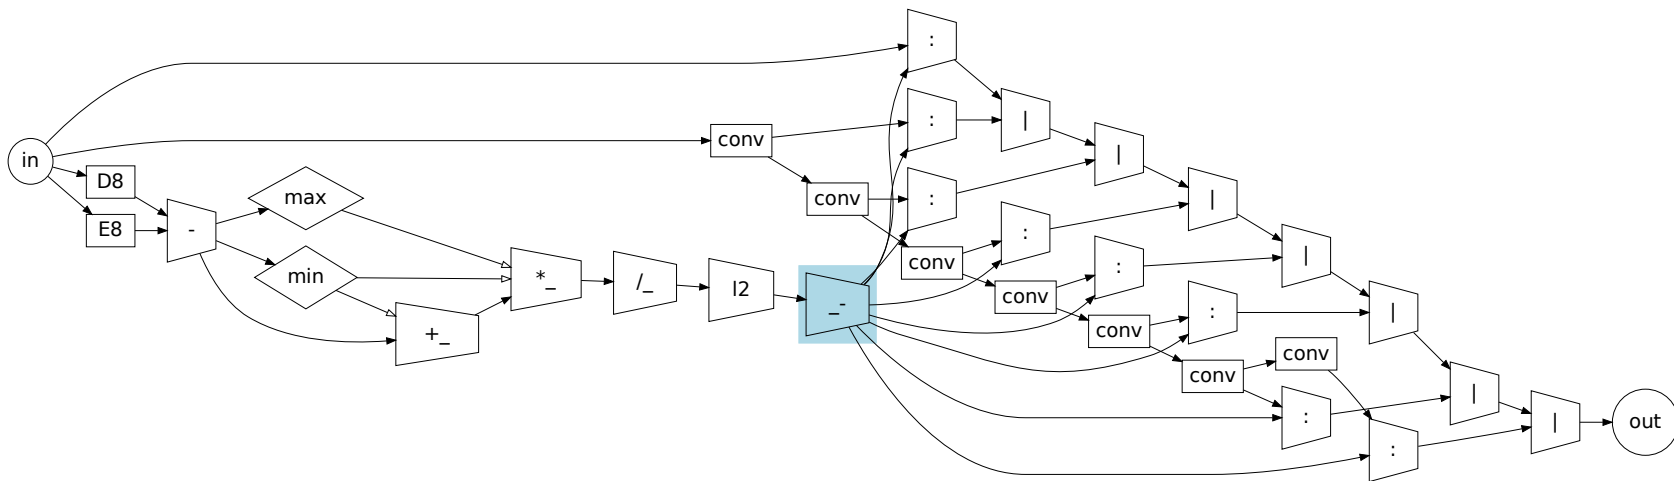 in
D8
E8
-
max
min
+_
*_
/_
l2
_-
conv
conv
conv
conv
conv
conv
conv
:
:
:
:
:
:
:
:
|
|
|
|
|
|
|
out